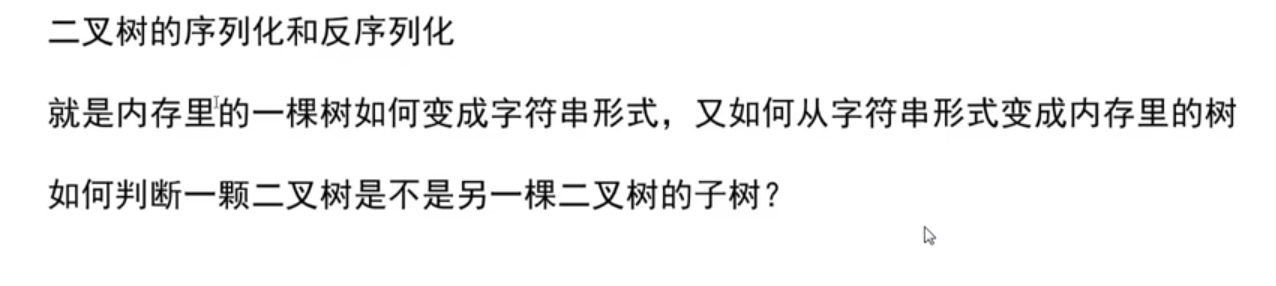 二叉树的序列化和反序列化
就是内存里的一棵树如何变成字符串形式，又如何从字符串形式变成内存里的树
如何判断一颗二叉树是不是另一棵二叉树的子树？